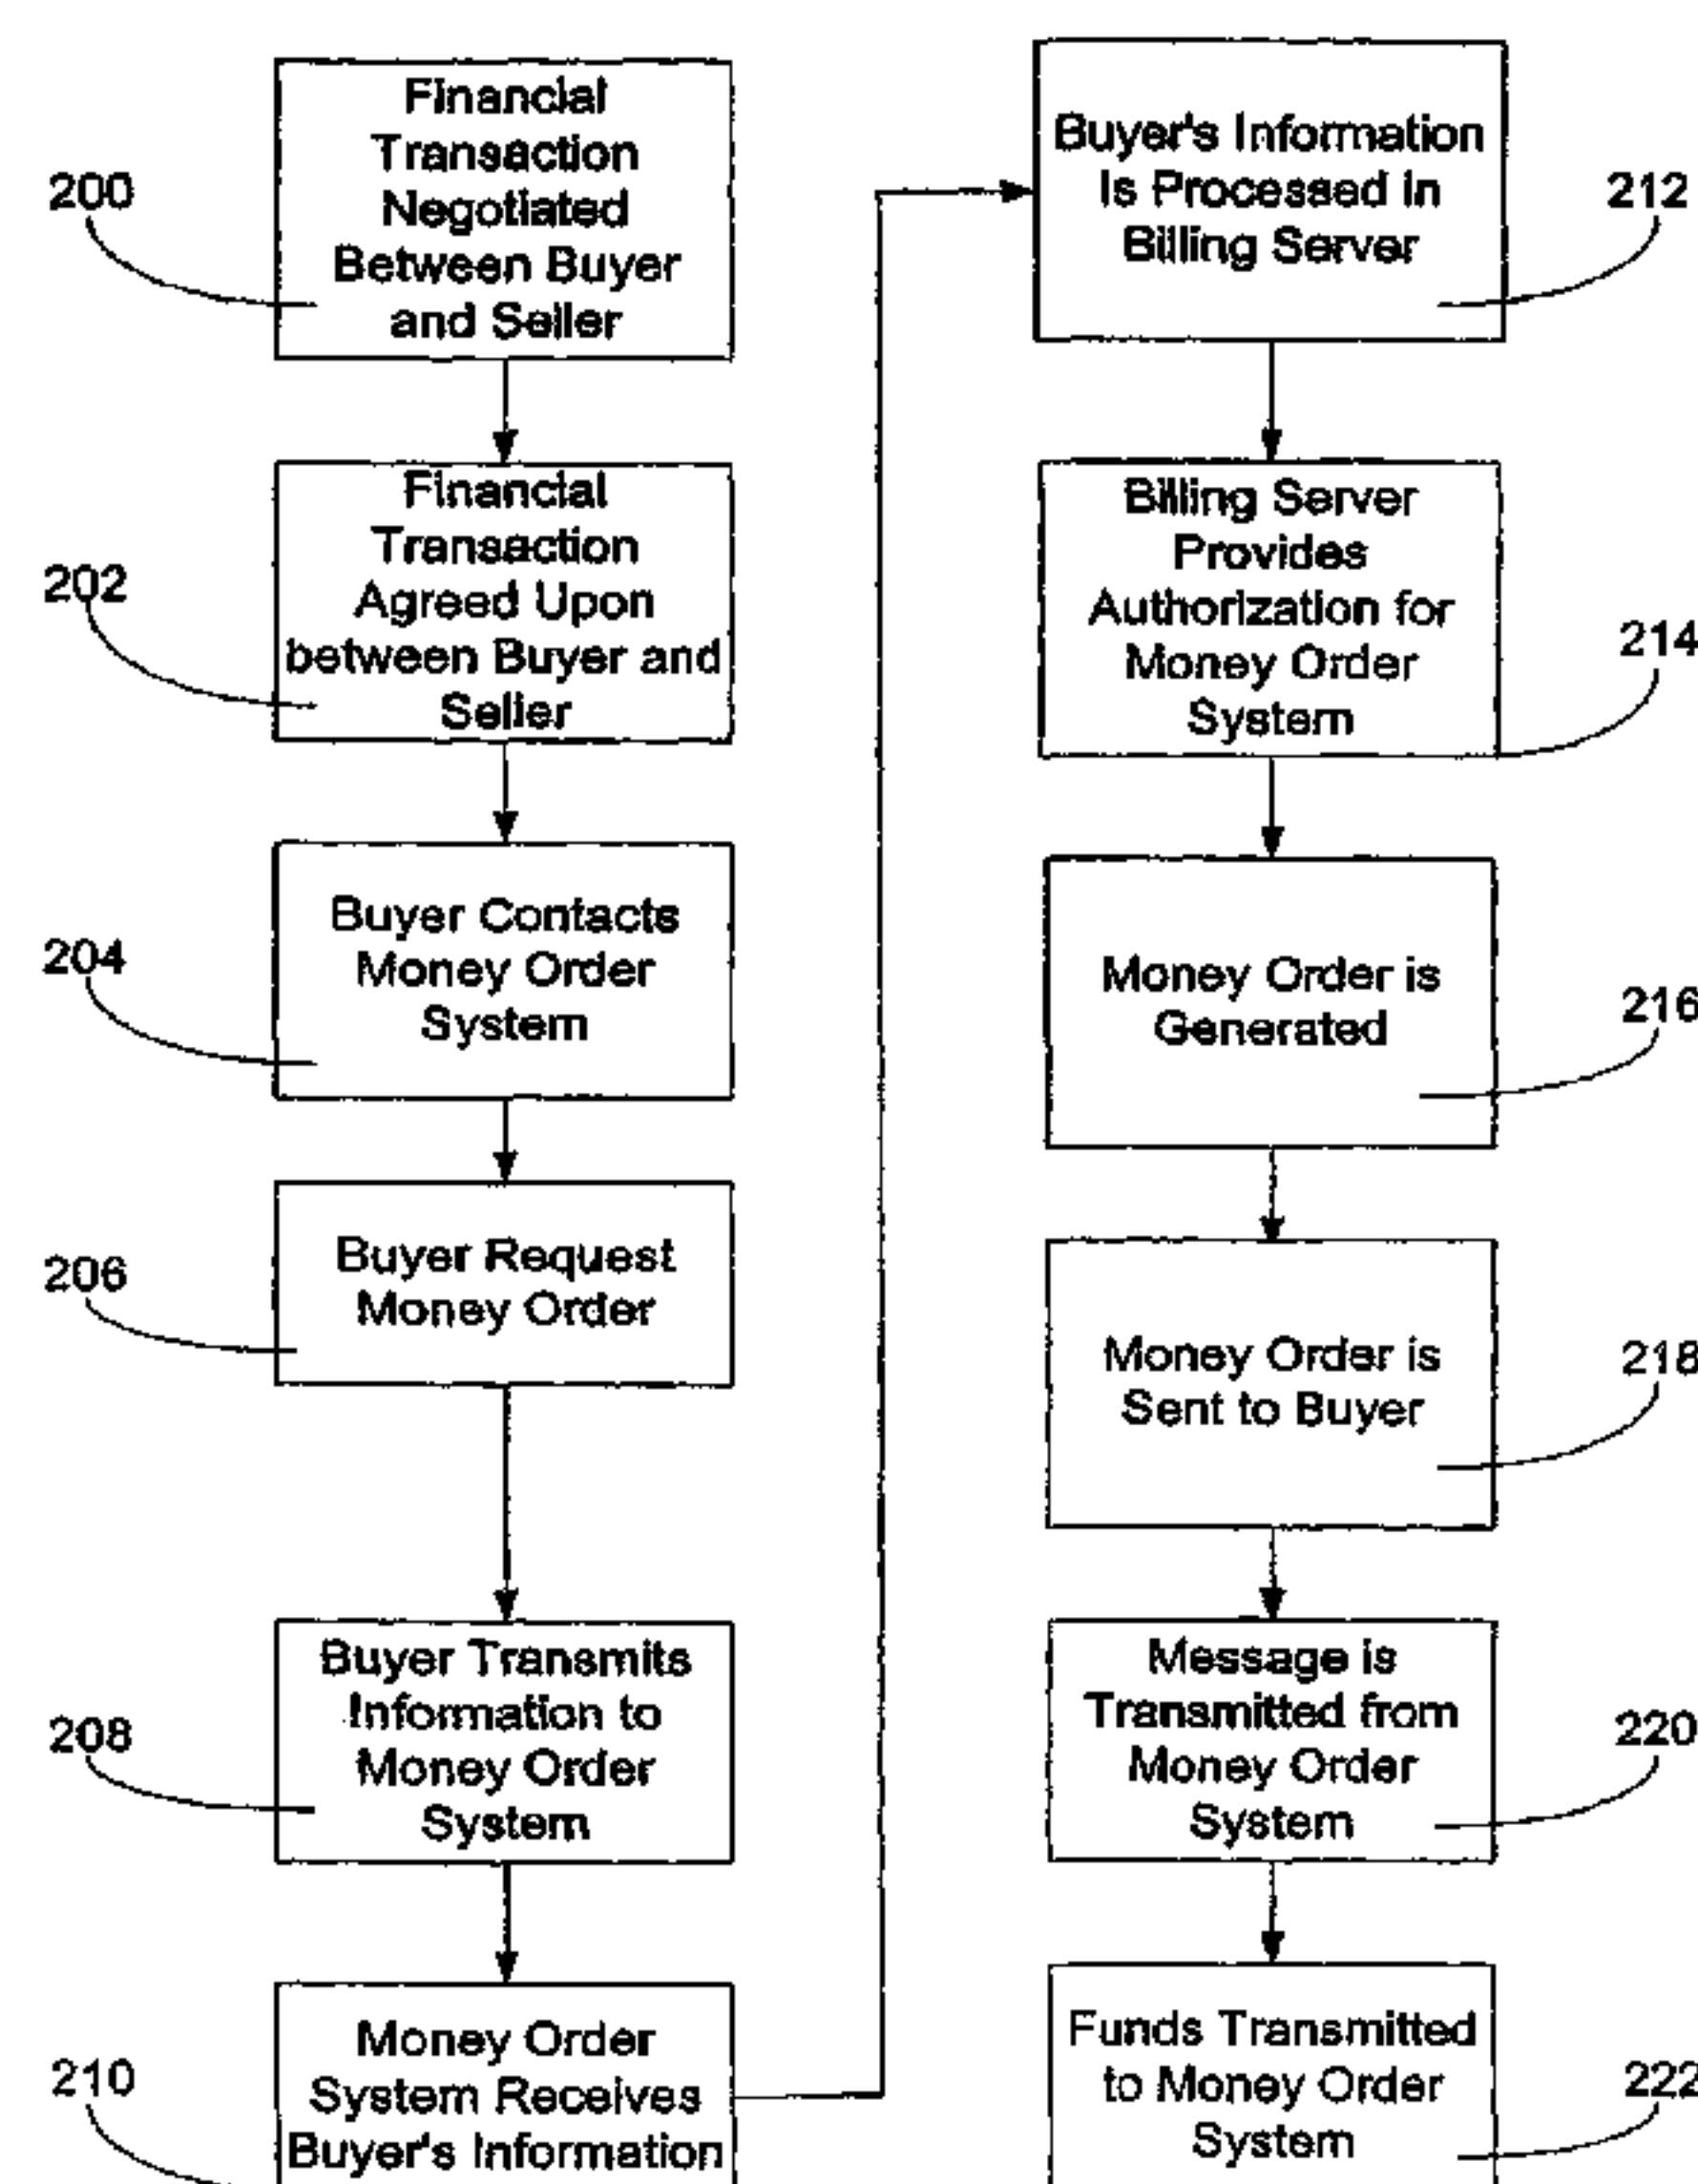 200
Financial
Transaction
Negotiated
Between Buyer
and Seller
202
Financial
Transaction
Agreed Upon
between Buyer and
Seller
204
Buyer Contacts
Money Order
System
206
Buyer Request
Money Order
208
Buyer Transmits
Information to
Money Order
System
210
Money Order
System Receives
Buyer's Information
212
Buyer's Information
Is Processed in
Billing Server
214
Billing Server
Provides
Authorization for
Money Order
System
216
Money Order is
Generated
218
Money Order is
Sent to Buyer
220
Message is
Transmitted from
Money Order
System
222
Funds Transmitted
to Money Order
System